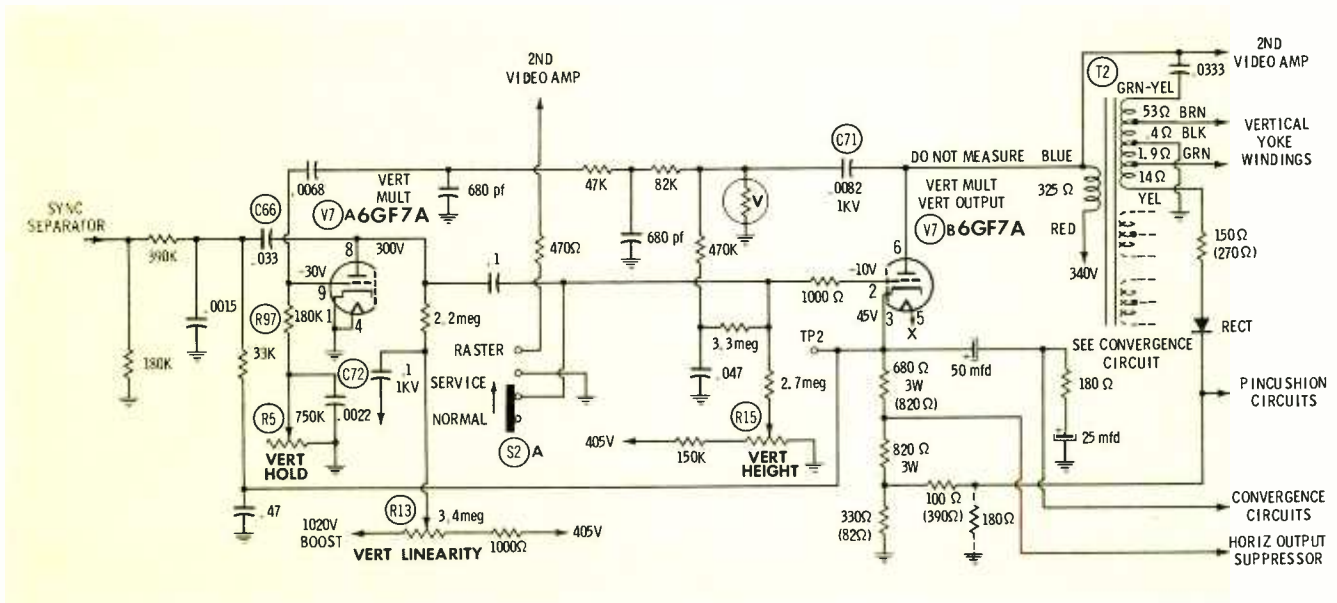 2ND
VIDEO AMP
2ND
VIDEO AMP
T2
.0333
GRN-YEL
53Ω BRN
.4Ω BLK
1.9Ω GRN
14Ω
YEL
VERTICAL
YOKE
WINDINGS
C71
.0082
1KV
DO NOT MEASURE
BLUE
325 Ω
RED
340V
VERT MULT
VERT OUTPUT
V7 B 6GF7A
.0068
VERT
MULT
V7 A 6GF7A
680 pf
47K
82K
680 pf
V
470K
470Ω
SYNC
SEPARATOR
390K
C66
.033
300V
8
-30V
9
1
4
.0015
180K
R97
180K
33K
2.2meg
.1
C72
.1
1KV
R5
750K
.0022
VERT
HOLD
.47
RASTER
SERVICE
NORMAL
S2 A
1000 Ω
-10V
6
2
45V
3
5
X
3.3meg
.047
2.7meg
R15
405V
150K
VERT
HEIGHT
TP2
50 mfd
680 Ω
3W
(820Ω)
820 Ω
3W
330Ω
(82Ω)
100 Ω
(390Ω)
180Ω
180 Ω
25 mfd
SEE CONVERGENCE
CIRCUIT
150Ω
(270Ω)
RECT
PINCUSHION
CIRCUITS
CONVERGENCE
CIRCUITS
HORIZ OUTPUT
SUPPRESSOR
R13
3.4meg
1020V
BOOST
VERT LINEARITY
1000Ω
405V